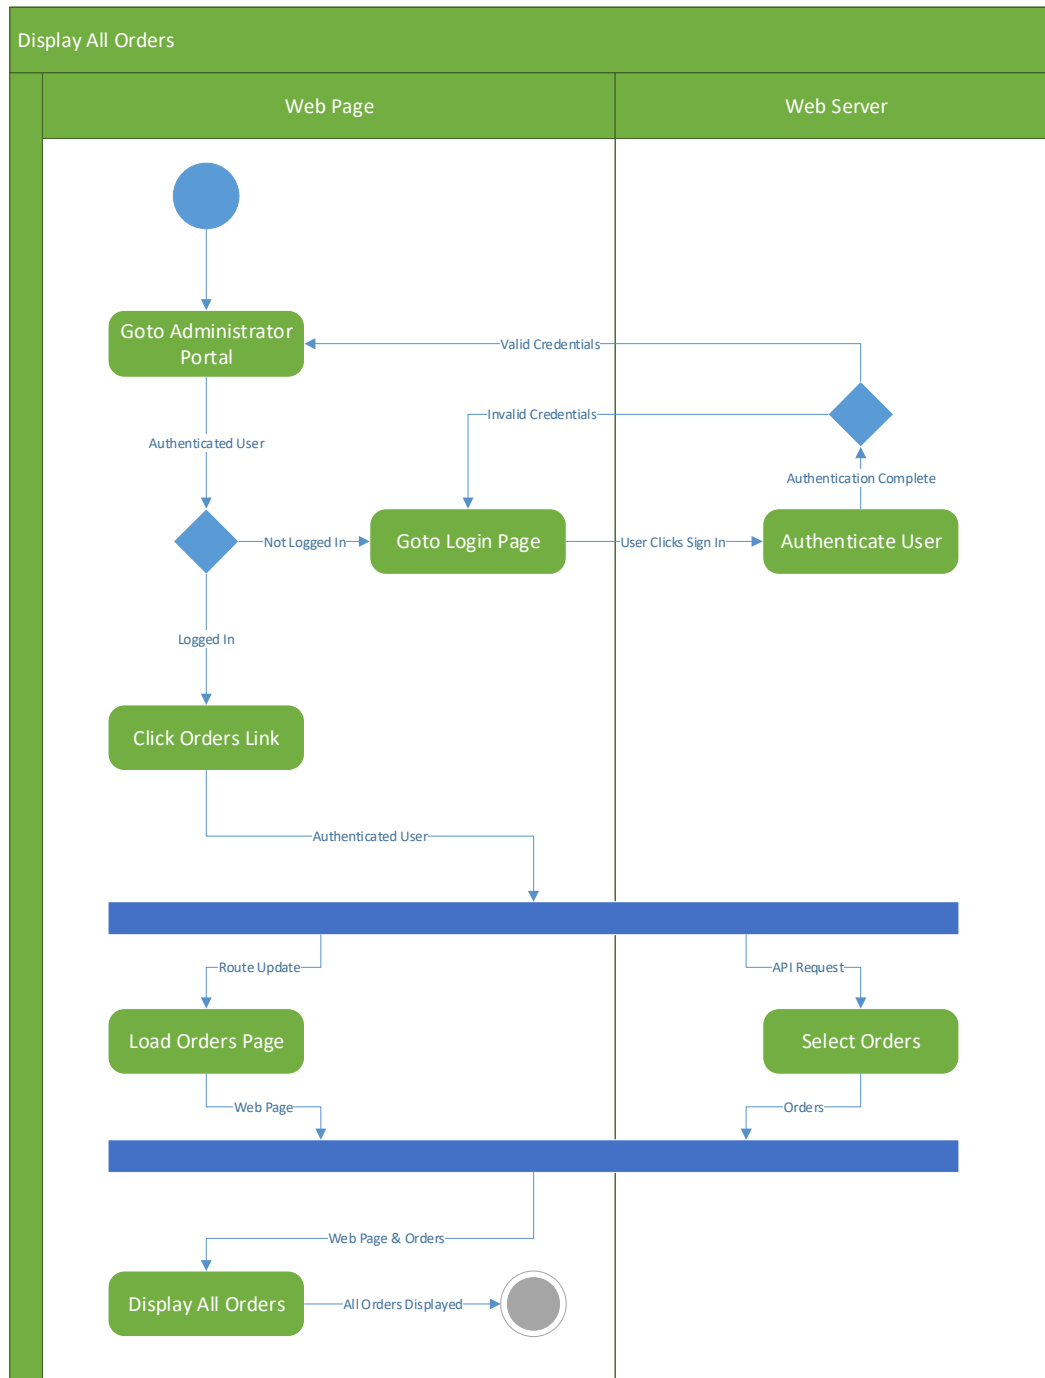 Display All Orders
Web Page
Web Server
Goto Administrator
Portal
Valid Credentials
Invalid Credentials
Authenticated User
Authentication Complete
Not Logged In
Goto Login Page
User Clicks Sign In
Authenticate User
Logged In
Click Orders Link
Authenticated User
Route Update
API Request
Load Orders Page
Select Orders
Web Page
Orders
Web Page & Orders
Display All Orders
All Orders Displayed